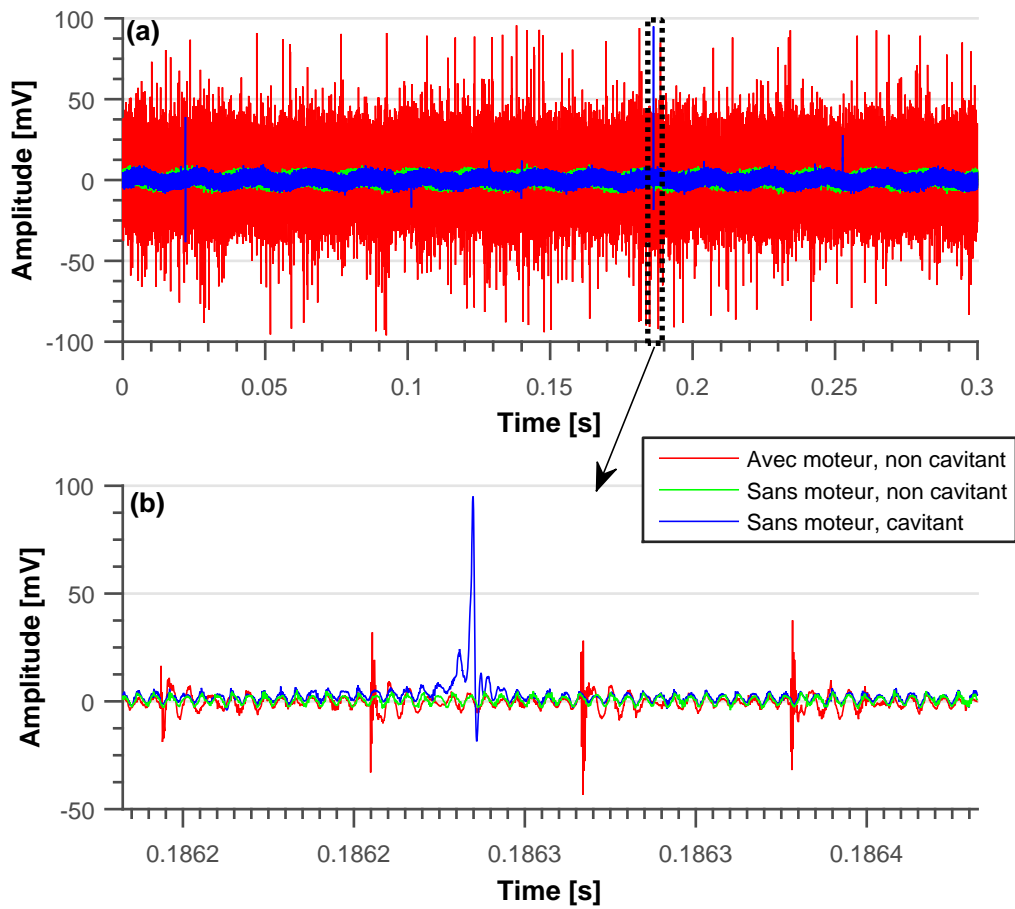 (a)
Amplitude [mV]
100
50
0
-50
-100
0
0.05
0.1
0.15
0.2
0.25
0.3
Time [s]
Avec moteur, non cavitant
Sans moteur, non cavitant
Sans moteur, cavitant
(b)
Amplitude [mV]
100
50
0
-50
0.1862
0.1862
0.1863
0.1863
0.1864
Time [s]